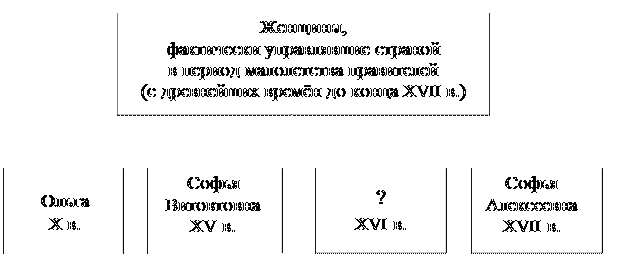 Женщины,
фактически управлявшие страной
в период малолетства правителей
(с древнейших времён до конца XVII в.)
Ольга
X в.
Софья
Витовтовна
XV в.
?
XVI в.
Софья
Алексеевна
XVII в.